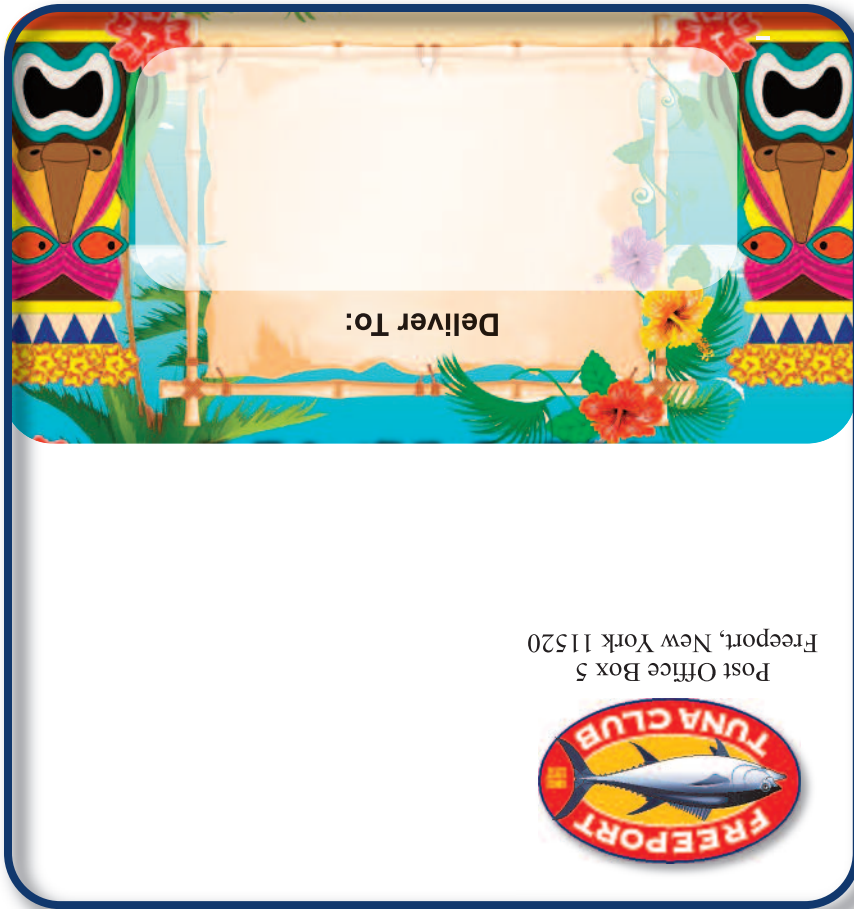 FREEPORT
TUNA CLUB
Post Office Box 5
Freeport, New York 11520
Deliver To: